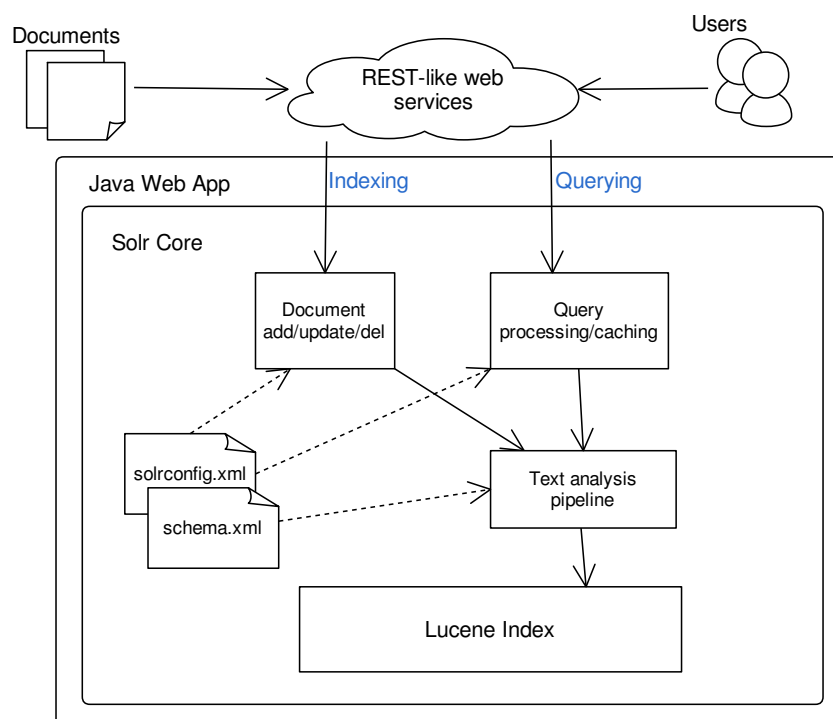 Documents
Users
REST-like web
services
Java Web App
Indexing
Querying
Solr Core
Document
add/update/del
Query
processing/caching
solrconfig.xml
schema.xml
Text analysis
pipeline
Lucene Index